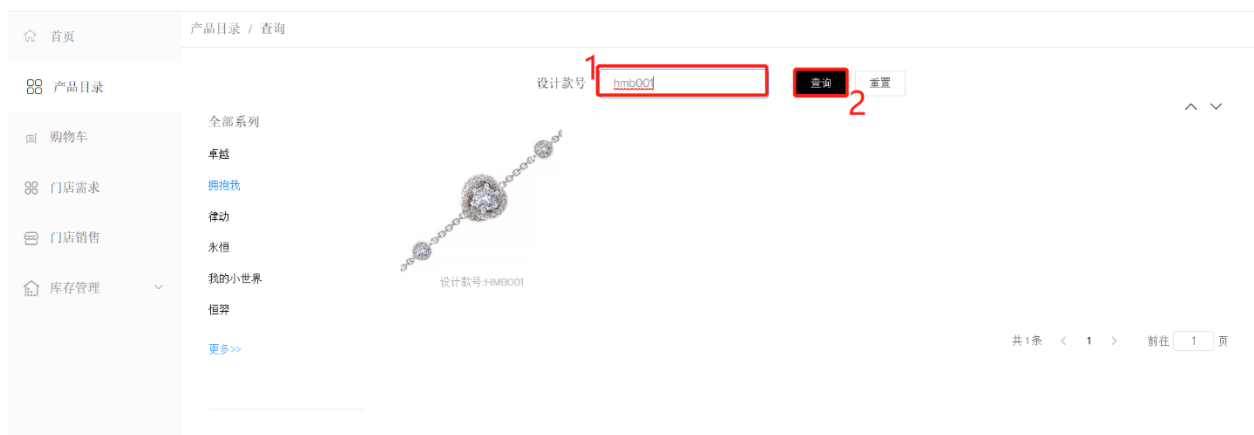 首页
产品目录
购物车
门店需求
门店销售
库存管理
产品目录 / 查询
1
设计款号 hmb001 查询 重置
2
全部系列
卓越
拥抱我
律动
永恒
我的小世界
恒羿
更多>>
设计款号:HMB001
共1条 < 1 > 前往 1 页